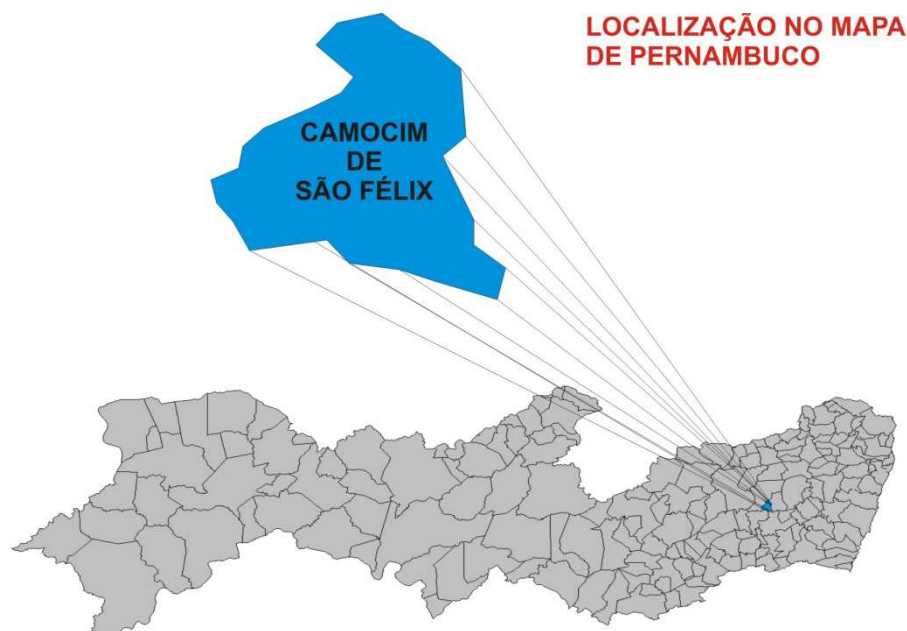 LOCALIZAÇÃO NO MAPA
DE PERNAMBUCO
CAMOCIM
DE
SÃO FÉLIX